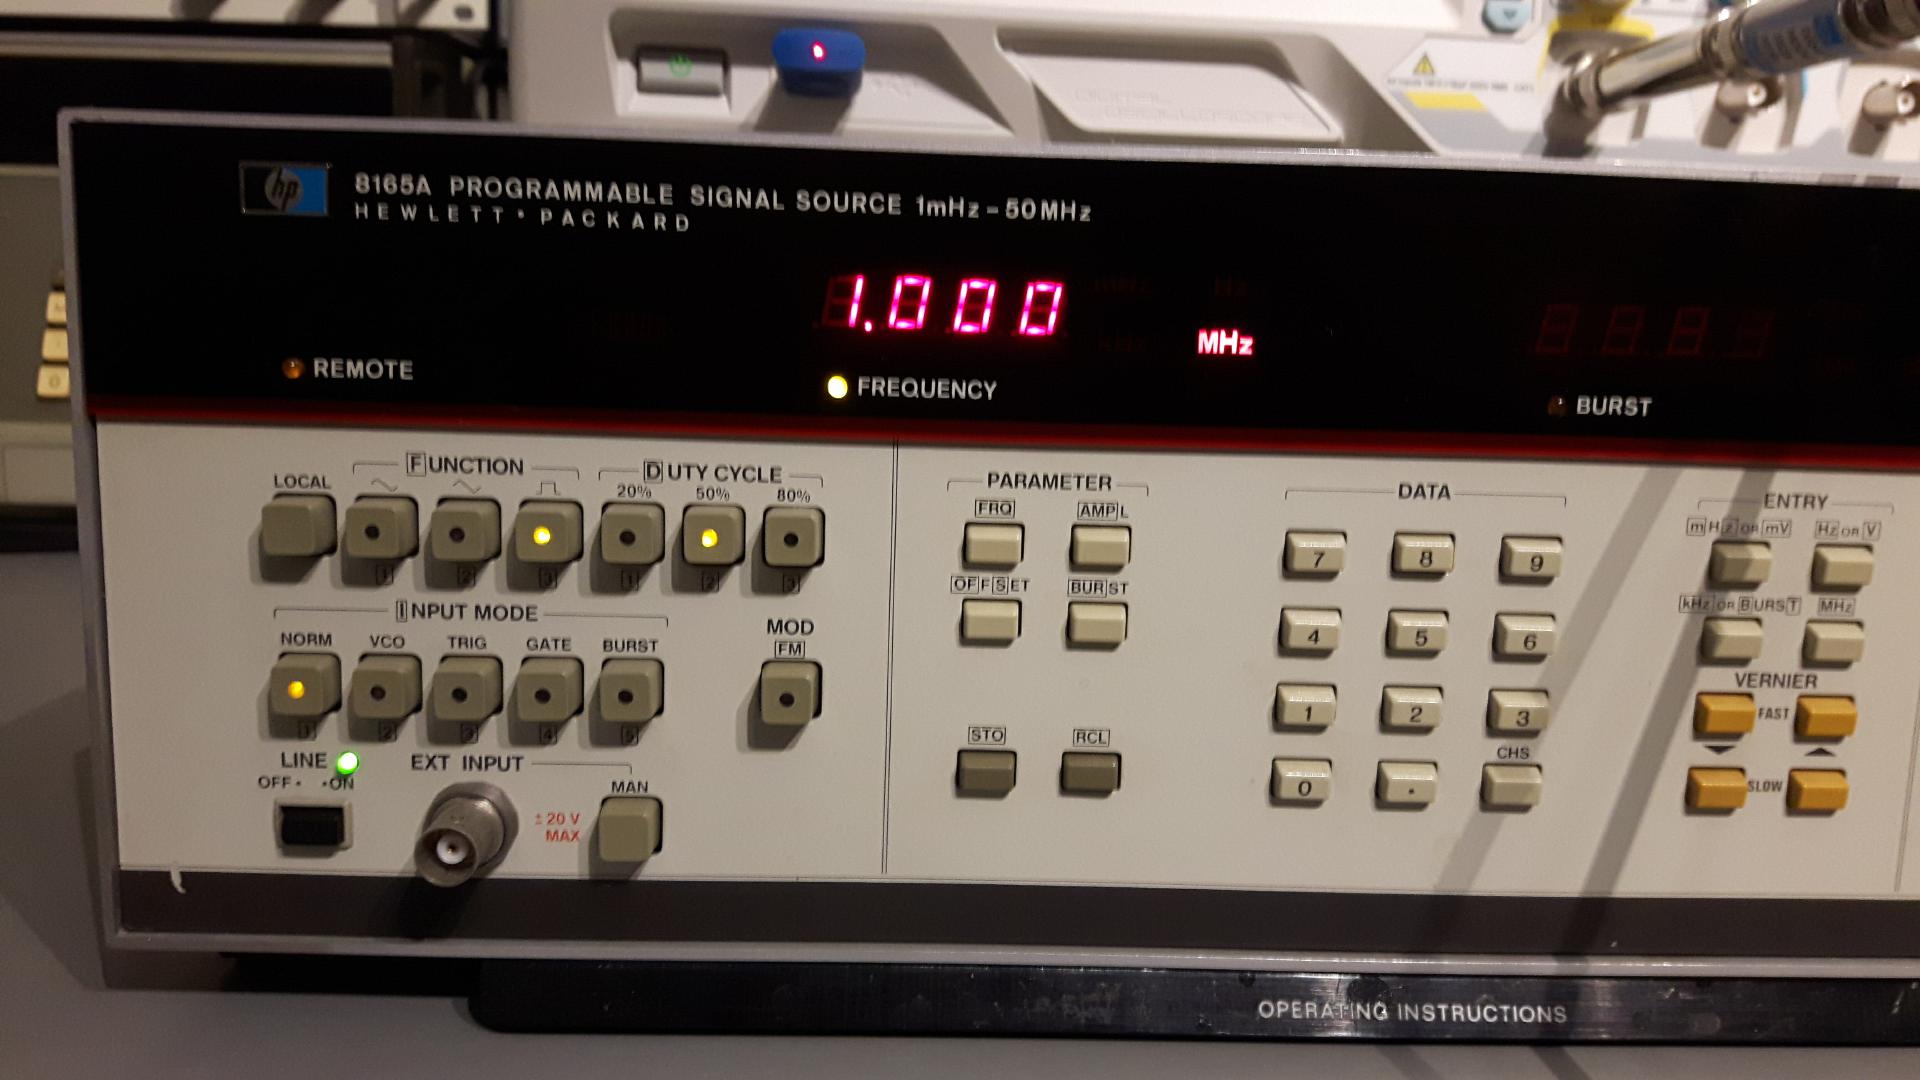 hp
8165A PROGRAMMABLE SIGNAL SOURCE 1mHz - 50MHz
HEWLETT • PACKARD
1.000
MHz
REMOTE
FREQUENCY
BURST
LOCAL
FUNCTION
DUTY CYCLE
20% 50% 80%
1 2 3 1 2 3
INPUT MODE
NORM VCO TRIG GATE BURST
1 2 3 4 5
MOD
FM
LINE
OFF • • ON
EXT INPUT
± 20 V
MAX
MAN
PARAMETER
FRQ AMPL
OFFSET BURST
STO RCL
DATA
7 8 9
4 5 6
1 2 3
CHS
0 .
ENTRY
mHz OR mV Hz OR V
kHz OR BURST MHz
VERNIER
FAST
SLOW
OPERATING INSTRUCTIONS